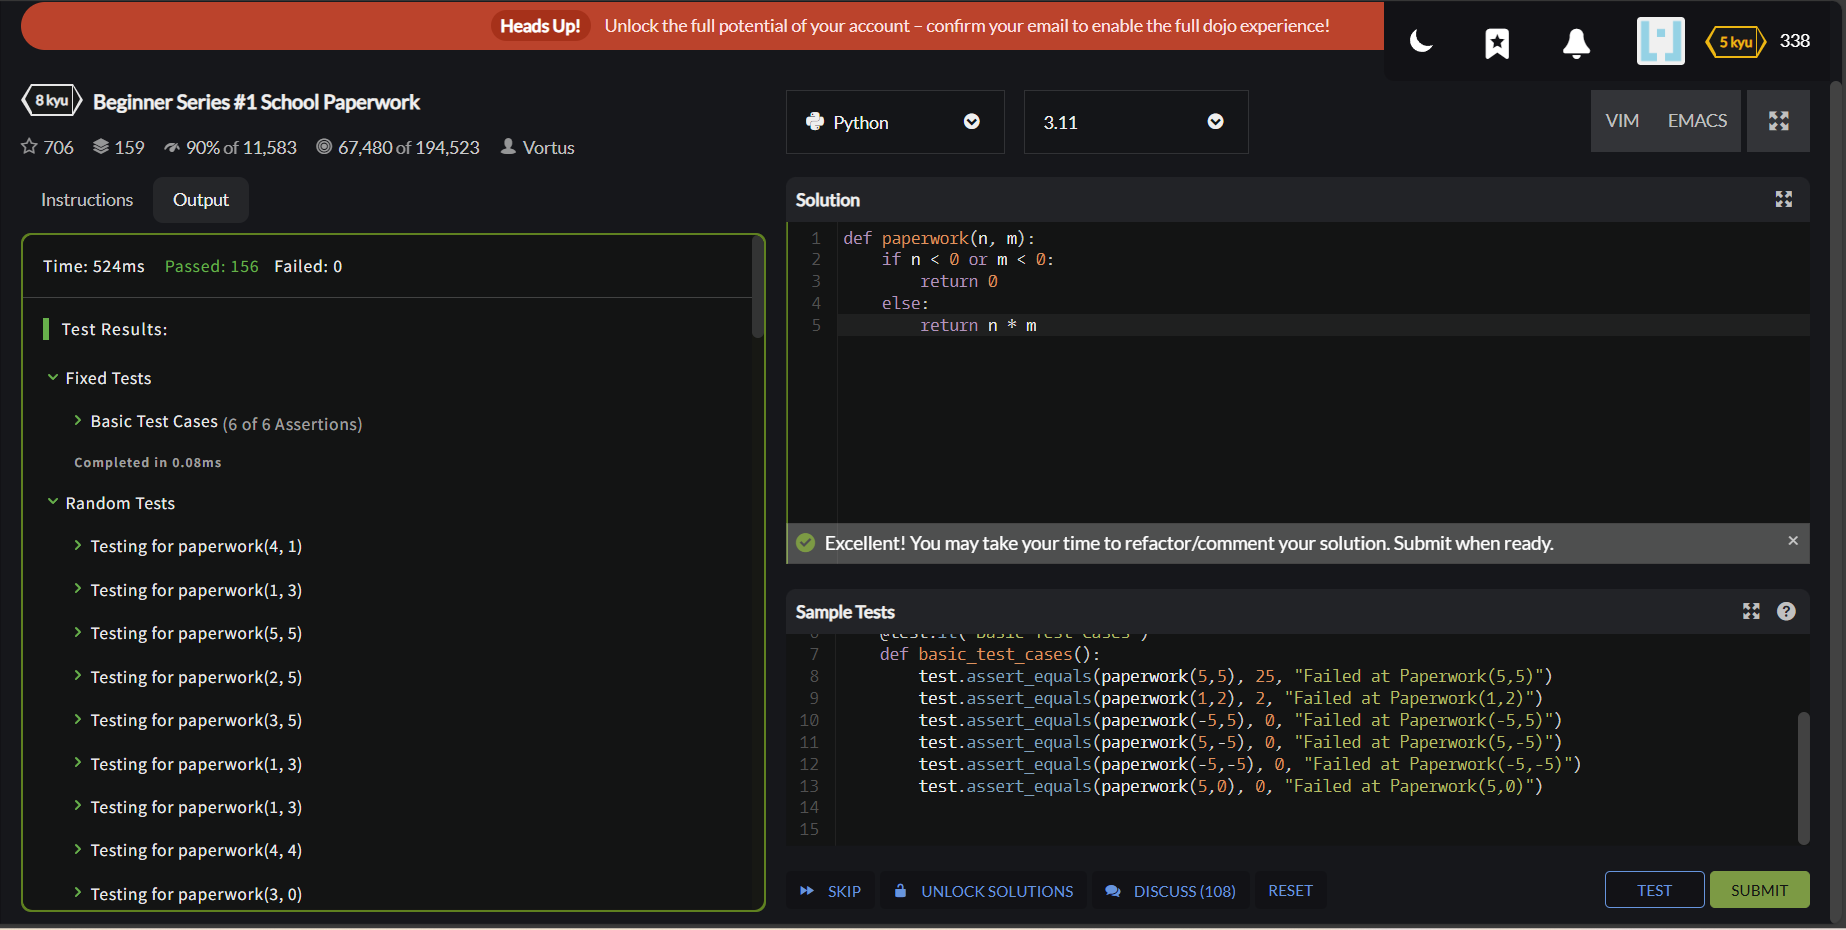 Heads Up! Unlock the full potential of your account – confirm your email to enable the full dojo experience!
5 kyu 338
8 kyu Beginner Series #1 School Paperwork
706 159 90% of 11,583 67,480 of 194,523 Vortus
Instructions Output
Time: 524ms Passed: 156 Failed: 0
Test Results:
Fixed Tests
Basic Test Cases (6 of 6 Assertions)
Completed in 0.08ms
Random Tests
Testing for paperwork(4, 1)
Testing for paperwork(1, 3)
Testing for paperwork(5, 5)
Testing for paperwork(2, 5)
Testing for paperwork(3, 5)
Testing for paperwork(1, 3)
Testing for paperwork(1, 3)
Testing for paperwork(4, 4)
Testing for paperwork(3, 0)
Python 3.11 VIM EMACS
Solution
1 def paperwork(n, m):
2     if n < 0 or m < 0:
3         return 0
4     else:
5         return n * m
Excellent! You may take your time to refactor/comment your solution. Submit when ready.
Sample Tests
6     @test.it("Basic Test Cases")
7     def basic_test_cases():
8         test.assert_equals(paperwork(5,5), 25, "Failed at Paperwork(5,5)")
9         test.assert_equals(paperwork(1,2), 2, "Failed at Paperwork(1,2)")
10         test.assert_equals(paperwork(-5,5), 0, "Failed at Paperwork(-5,5)")
11         test.assert_equals(paperwork(5,-5), 0, "Failed at Paperwork(5,-5)")
12         test.assert_equals(paperwork(-5,-5), 0, "Failed at Paperwork(-5,-5)")
13         test.assert_equals(paperwork(5,0), 0, "Failed at Paperwork(5,0)")
14
15
SKIP UNLOCK SOLUTIONS DISCUSS (108) RESET TEST SUBMIT